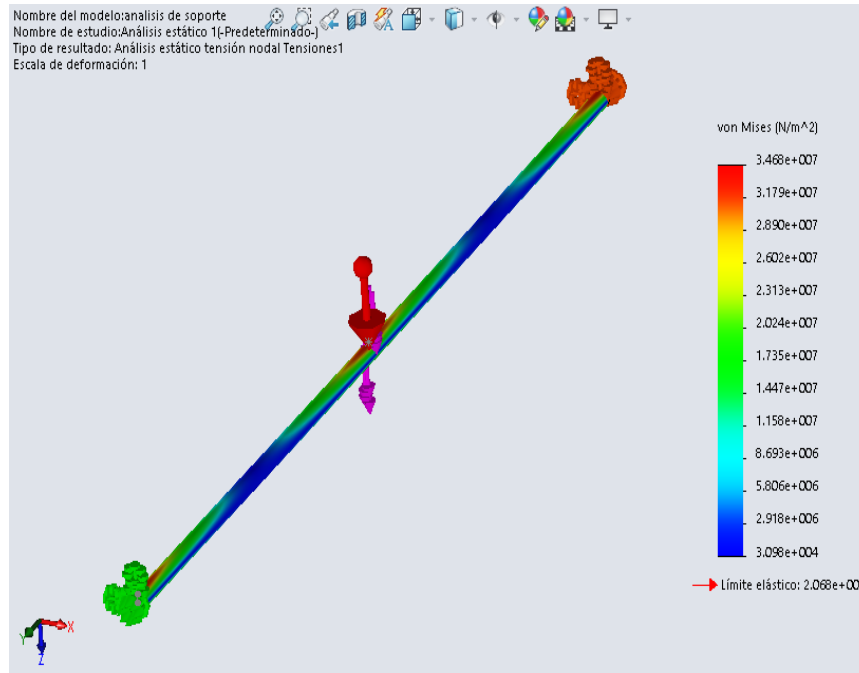 Nombre del modelo:analisis de soporte
Nombre de estudio:Análisis estático 1(-Predeterminado-)
Tipo de resultado: Análisis estático tensión nodal Tensiones1
Escala de deformación: 1
von Mises (N/m^2)
3.468e+007
3.179e+007
2.890e+007
2.602e+007
2.313e+007
2.024e+007
1.735e+007
1.447e+007
1.158e+007
8.693e+006
5.806e+006
2.918e+006
3.098e+004
Límite elástico: 2.068e+00
X
Y
Z